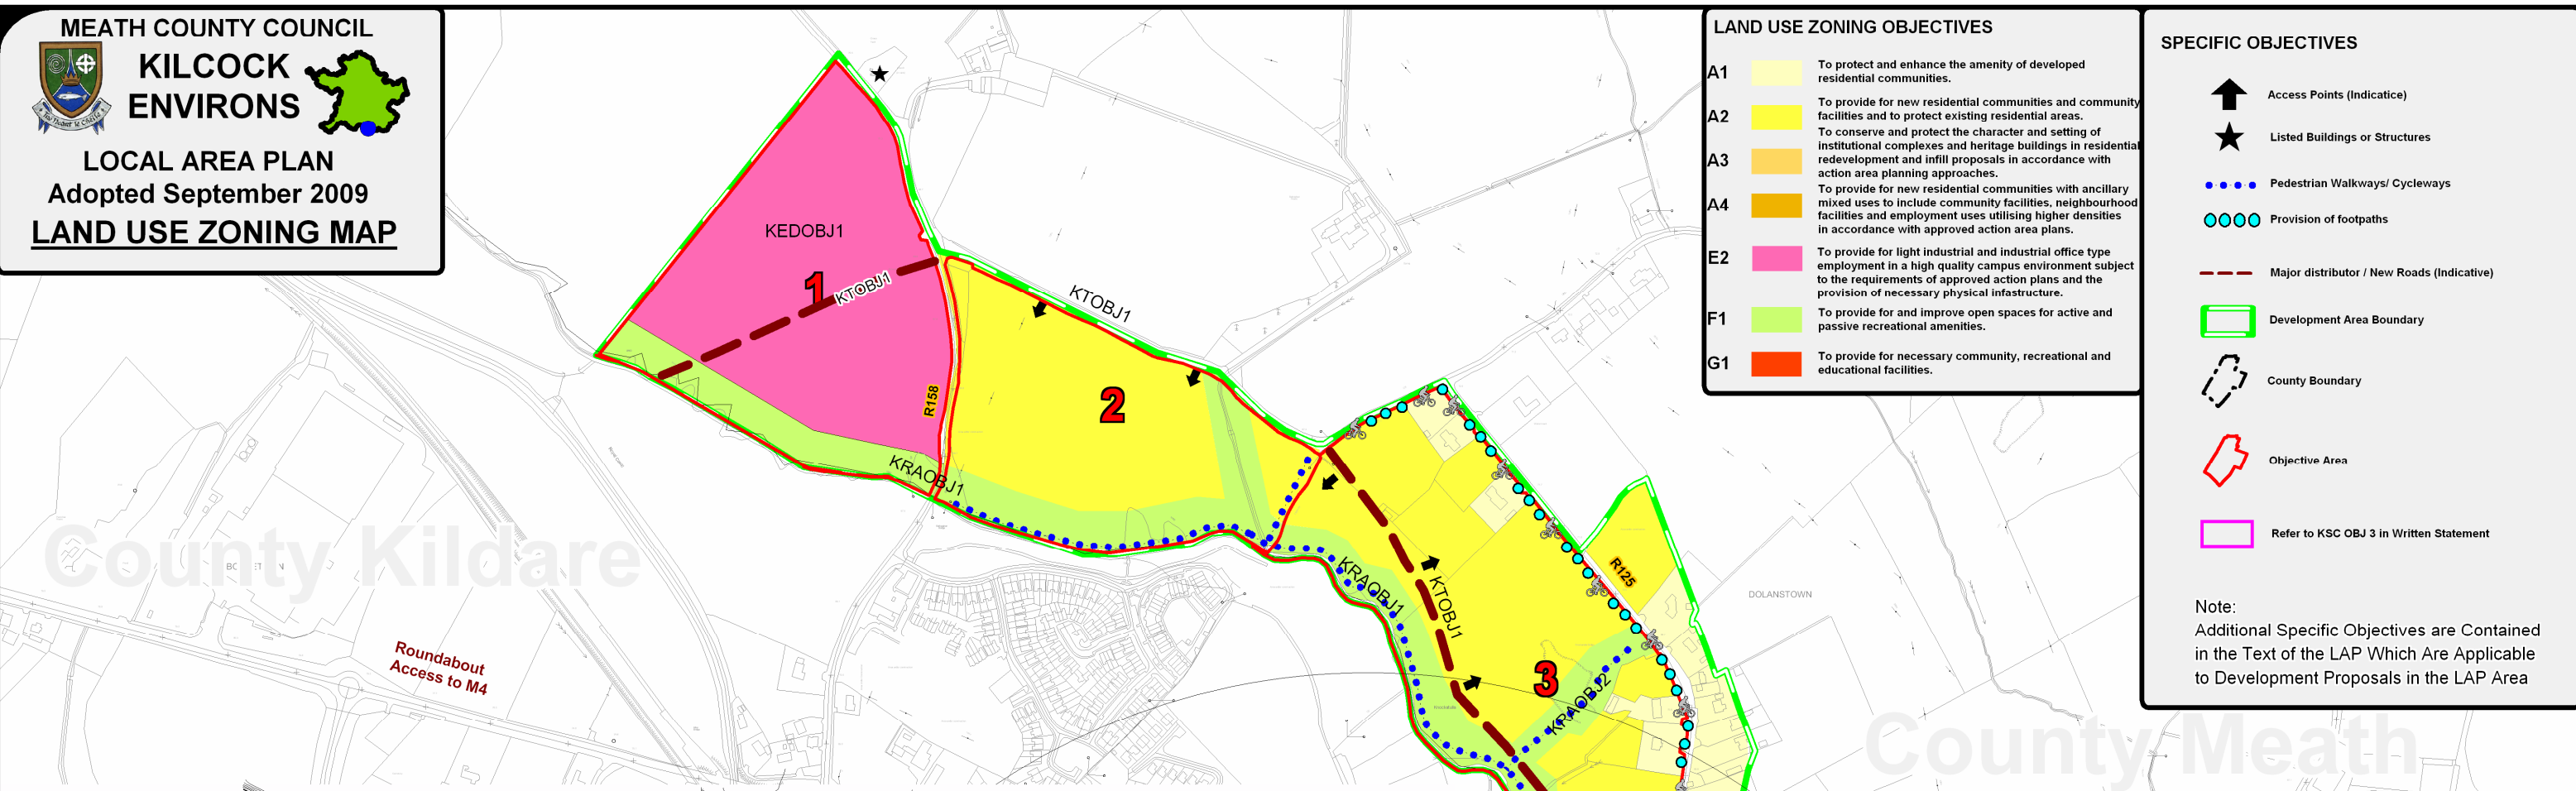 MEATH COUNTY COUNCIL
KILCOCK
ENVIRONS
LOCAL AREA PLAN
Adopted September 2009
LAND USE ZONING MAP
LAND USE ZONING OBJECTIVES
A1 To protect and enhance the amenity of developed
residential communities.
A2 To provide for new residential communities and community
facilities and to protect existing residential areas.
A3 To conserve and protect the character and setting of
institutional complexes and heritage buildings in residential
redevelopment and infill proposals in accordance with
action area planning approaches.
A4 To provide for new residential communities with ancillary
mixed uses to include community facilities, neighbourhood
facilities and employment uses utilising higher densities
in accordance with approved action area plans.
E2 To provide for light industrial and industrial office type
employment in a high quality campus environment subject
to the requirements of approved action plans and the
provision of necessary physical infastructure.
F1 To provide for and improve open spaces for active and
passive recreational amenities.
G1 To provide for necessary community, recreational and
educational facilities.
SPECIFIC OBJECTIVES
Access Points (Indicatice)
Listed Buildings or Structures
Pedestrian Walkways/ Cycleways
Provision of footpaths
Major distributor / New Roads (Indicative)
Development Area Boundary
County Boundary
Objective Area
Refer to KSC OBJ 3 in Written Statement
Note:
Additional Specific Objectives are Contained
in the Text of the LAP Which Are Applicable
to Development Proposals in the LAP Area
KEDOBJ1
1
KTOBJ1
KTOBJ1
R158
2
KRAOBJ1
KRAOBJ1
KTOBJ1
R125
DOLANSTOWN
3
KRAOBJ2
County Kildare
Roundabout
Access to M4
County Meath